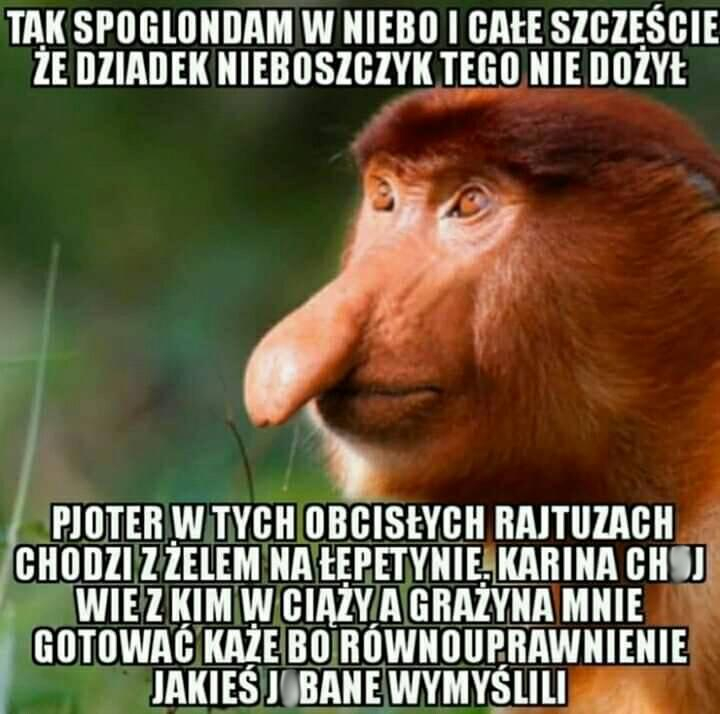 TAK SPOGLONDAM W NIEBO I CAŁE SZCZĘŚCIE
ŻE DZIADEK NIEBOSZCZYK TEGO NIE DOŻYŁ
PJOTER W TYCH OBCISŁYCH RAJTUZACH
CHODZI Z ŻELEM NA ŁEPETYNIE, KARINA CH J
WIE Z KIM W CIĄŻY A GRAŻYNA MNIE
GOTOWAĆ KAŻE BO RÓWNOUPRAWNIENIE
JAKIEŚ J BANE WYMYŚLILI